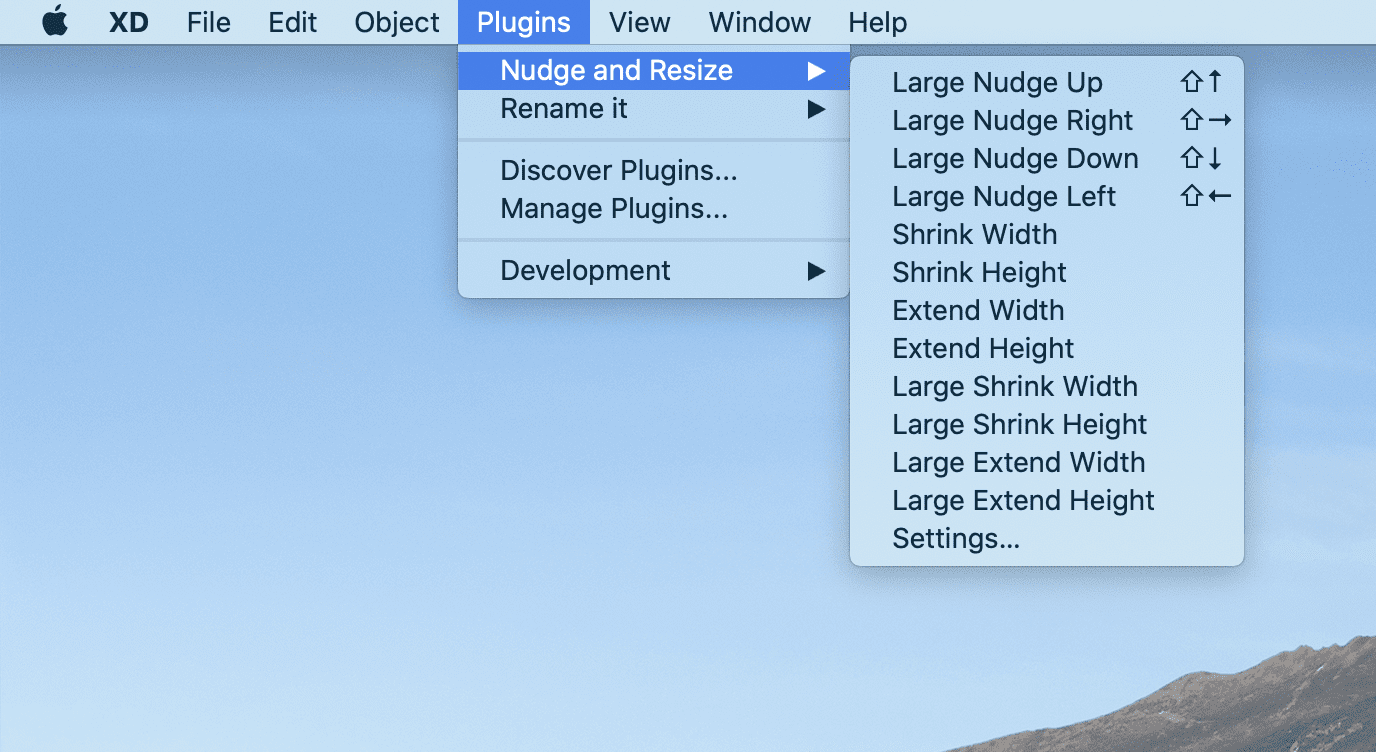 XD File Edit Object Plugins View Window Help
Nudge and Resize ▶
Rename it ▶
Discover Plugins...
Manage Plugins...
Development ▶
Large Nudge Up ⇧↑
Large Nudge Right ⇧→
Large Nudge Down ⇧↓
Large Nudge Left ⇧←
Shrink Width
Shrink Height
Extend Width
Extend Height
Large Shrink Width
Large Shrink Height
Large Extend Width
Large Extend Height
Settings...